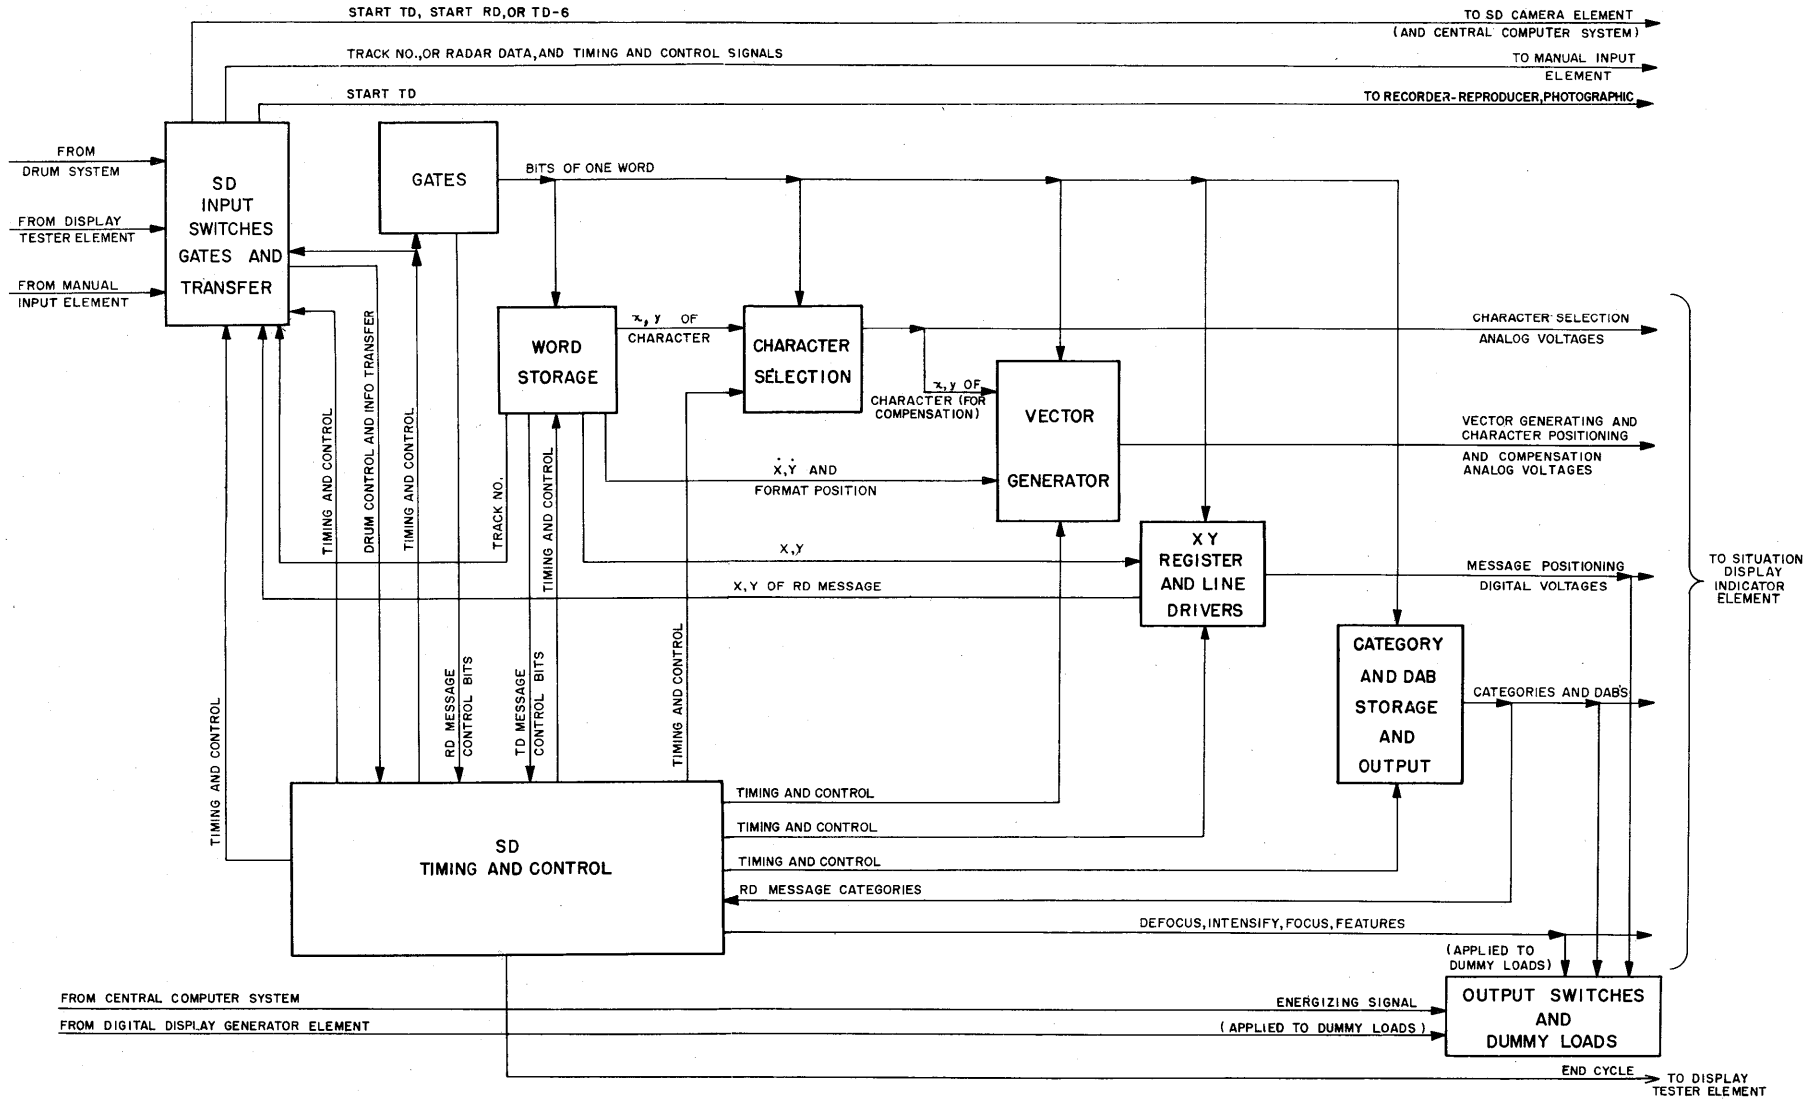 START TD, START RD, OR TD-6
TO SD CAMERA ELEMENT
(AND CENTRAL COMPUTER SYSTEM)
TRACK NO., OR RADAR DATA, AND TIMING AND CONTROL SIGNALS
TO MANUAL INPUT
ELEMENT
START TD
TO RECORDER-REPRODUCER, PHOTOGRAPHIC
FROM
DRUM SYSTEM
FROM DISPLAY
TESTER ELEMENT
FROM MANUAL
INPUT ELEMENT
SD
INPUT
SWITCHES
GATES AND
TRANSFER
GATES
BITS OF ONE WORD
WORD
STORAGE
x, y OF
CHARACTER
CHARACTER
SELECTION
CHARACTER SELECTION
ANALOG VOLTAGES
x, y OF
CHARACTER (FOR
COMPENSATION)
VECTOR
GENERATOR
VECTOR GENERATING AND
CHARACTER POSITIONING
AND COMPENSATION
ANALOG VOLTAGES
Ẋ, Ẏ AND
FORMAT POSITION
X, Y
X, Y OF RD MESSAGE
XY
REGISTER
AND LINE
DRIVERS
MESSAGE POSITIONING
DIGITAL VOLTAGES
TO SITUATION
DISPLAY
INDICATOR
ELEMENT
CATEGORY
AND DAB
STORAGE
AND
OUTPUT
CATEGORIES AND DAB'S
TIMING AND CONTROL
TIMING AND CONTROL
DRUM CONTROL AND INFO TRANSFER
TIMING AND CONTROL
RD MESSAGE
CONTROL BITS
TRACK NO.
TD MESSAGE
CONTROL BITS
TIMING AND CONTROL
TIMING AND CONTROL
SD
TIMING AND CONTROL
TIMING AND CONTROL
TIMING AND CONTROL
TIMING AND CONTROL
RD MESSAGE CATEGORIES
DEFOCUS, INTENSIFY, FOCUS, FEATURES
(APPLIED TO
DUMMY LOADS)
OUTPUT SWITCHES
AND
DUMMY LOADS
FROM CENTRAL COMPUTER SYSTEM
ENERGIZING SIGNAL
FROM DIGITAL DISPLAY GENERATOR ELEMENT
(APPLIED TO DUMMY LOADS)
END CYCLE
TO DISPLAY
TESTER ELEMENT